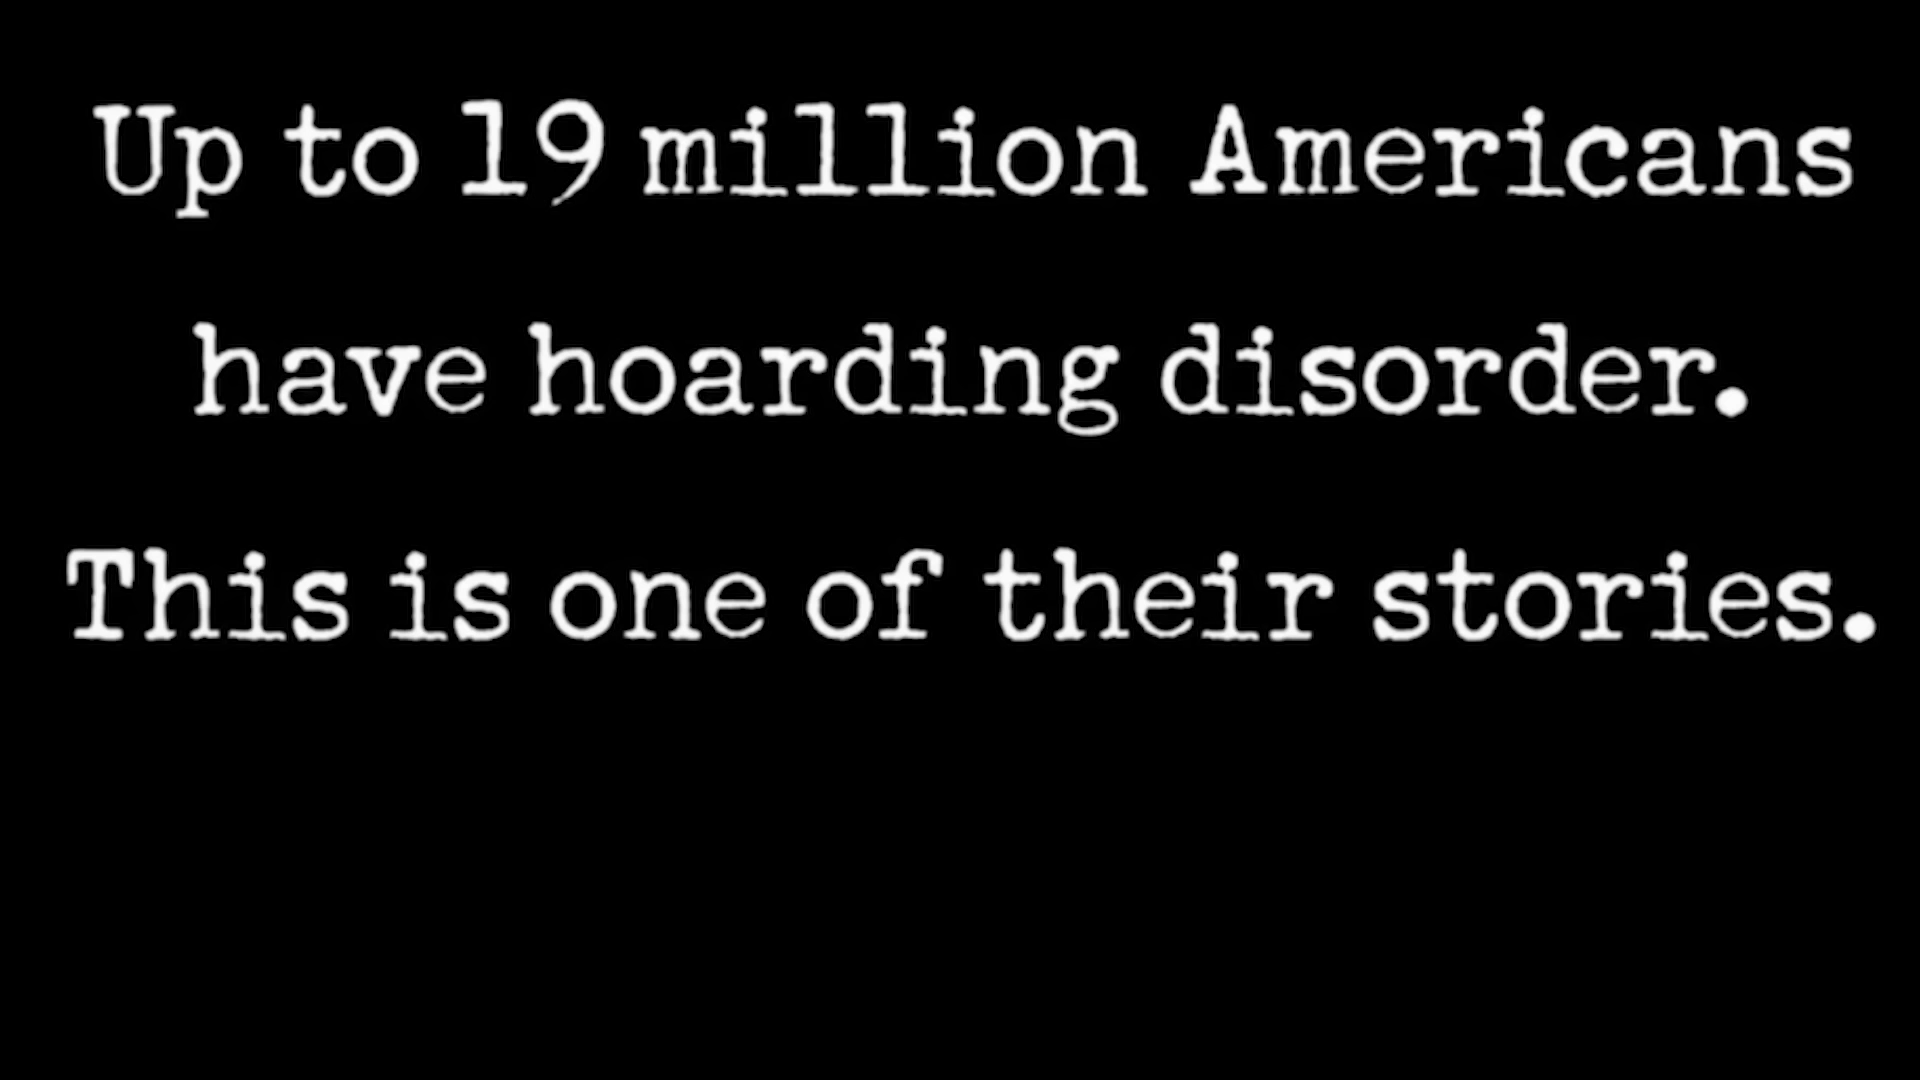 Up to 19 million Americans
have hoarding disorder.
This is one of their stories.